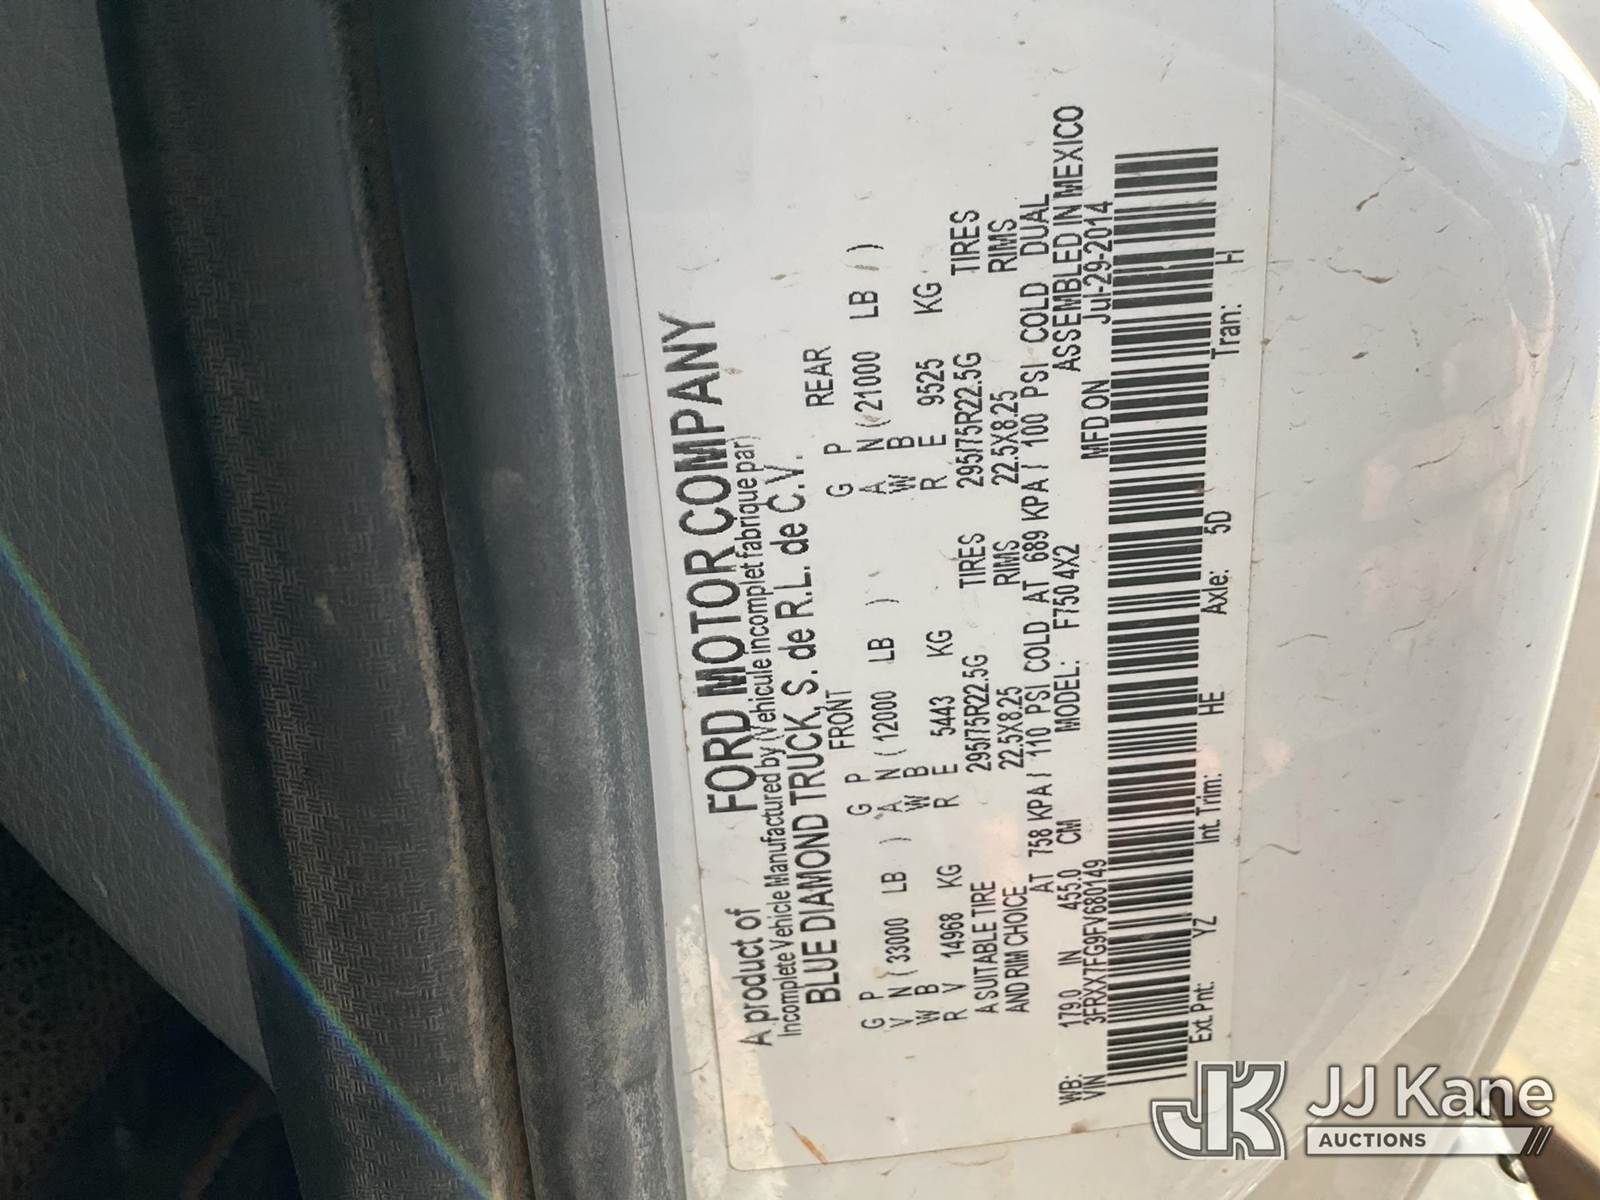 A product of FORD MOTOR COMPANY
Incomplete Vehicle Manufactured by (Vehicule incomplet fabrique par)
BLUE DIAMOND TRUCK, S. de R.L. de C.V.
FRONT REAR
G P G P G P
V N ( 33000 LB ) A N ( 12000 LB ) A N ( 21000 LB / )
W B W B W B
R V 14968 KG R E 5443 KG R E 9525 KG
A SUITABLE TIRE 295/75R22.5G TIRES 295/75R22.5G TIRES
AND RIM CHOICE 22.5X8.25 RIMS 22.5X8.25 RIMS
AT 758 KPA / 110 PSI COLD AT 689 KPA / 100 PSI COLD DUAL
WB: 179.0 IN 455.0 CM MODEL: F750 4X2 ASSEMBLED IN MEXICO
VIN 3FRXX7FG9FV680149 MFD ON Jul-29-2014
Ext. Pnt: YZ Int. Trim: HE Axle: 5D Tran: H
JJ Kane
AUCTIONS